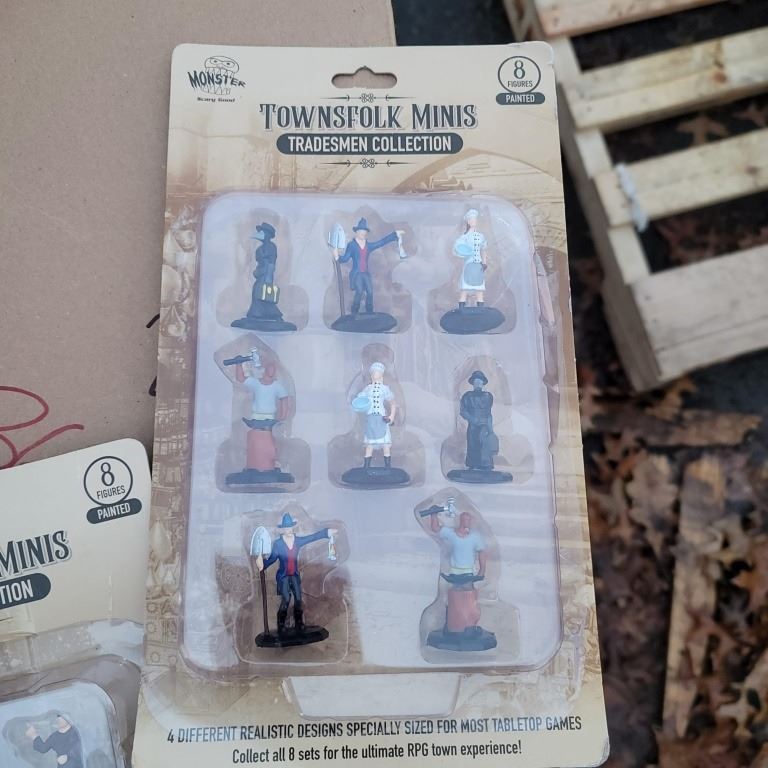 MONSTER
Scary Good
8
FIGURES
PAINTED
TOWNSFOLK MINIS
TRADESMEN COLLECTION
4 DIFFERENT REALISTIC DESIGNS SPECIALLY SIZED FOR MOST TABLETOP GAMES
Collect all 8 sets for the ultimate RPG town experience!
8
FIGURES
PAINTED
MINIS
TION